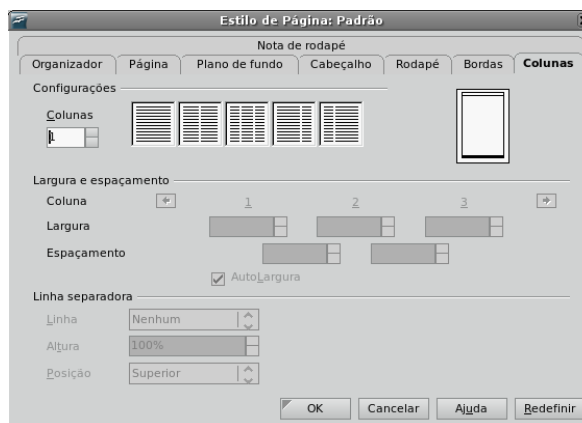 Estilo de Página: Padrão
Nota de rodapé
Organizador Página Plano de fundo Cabeçalho Rodapé Bordas Colunas
Configurações
Colunas
1
Largura e espaçamento
Coluna 1 2 3
Largura
Espaçamento
AutoLargura
Linha separadora
Linha Nenhum
Altura 100%
Posição Superior
OK Cancelar Ajuda Redefinir